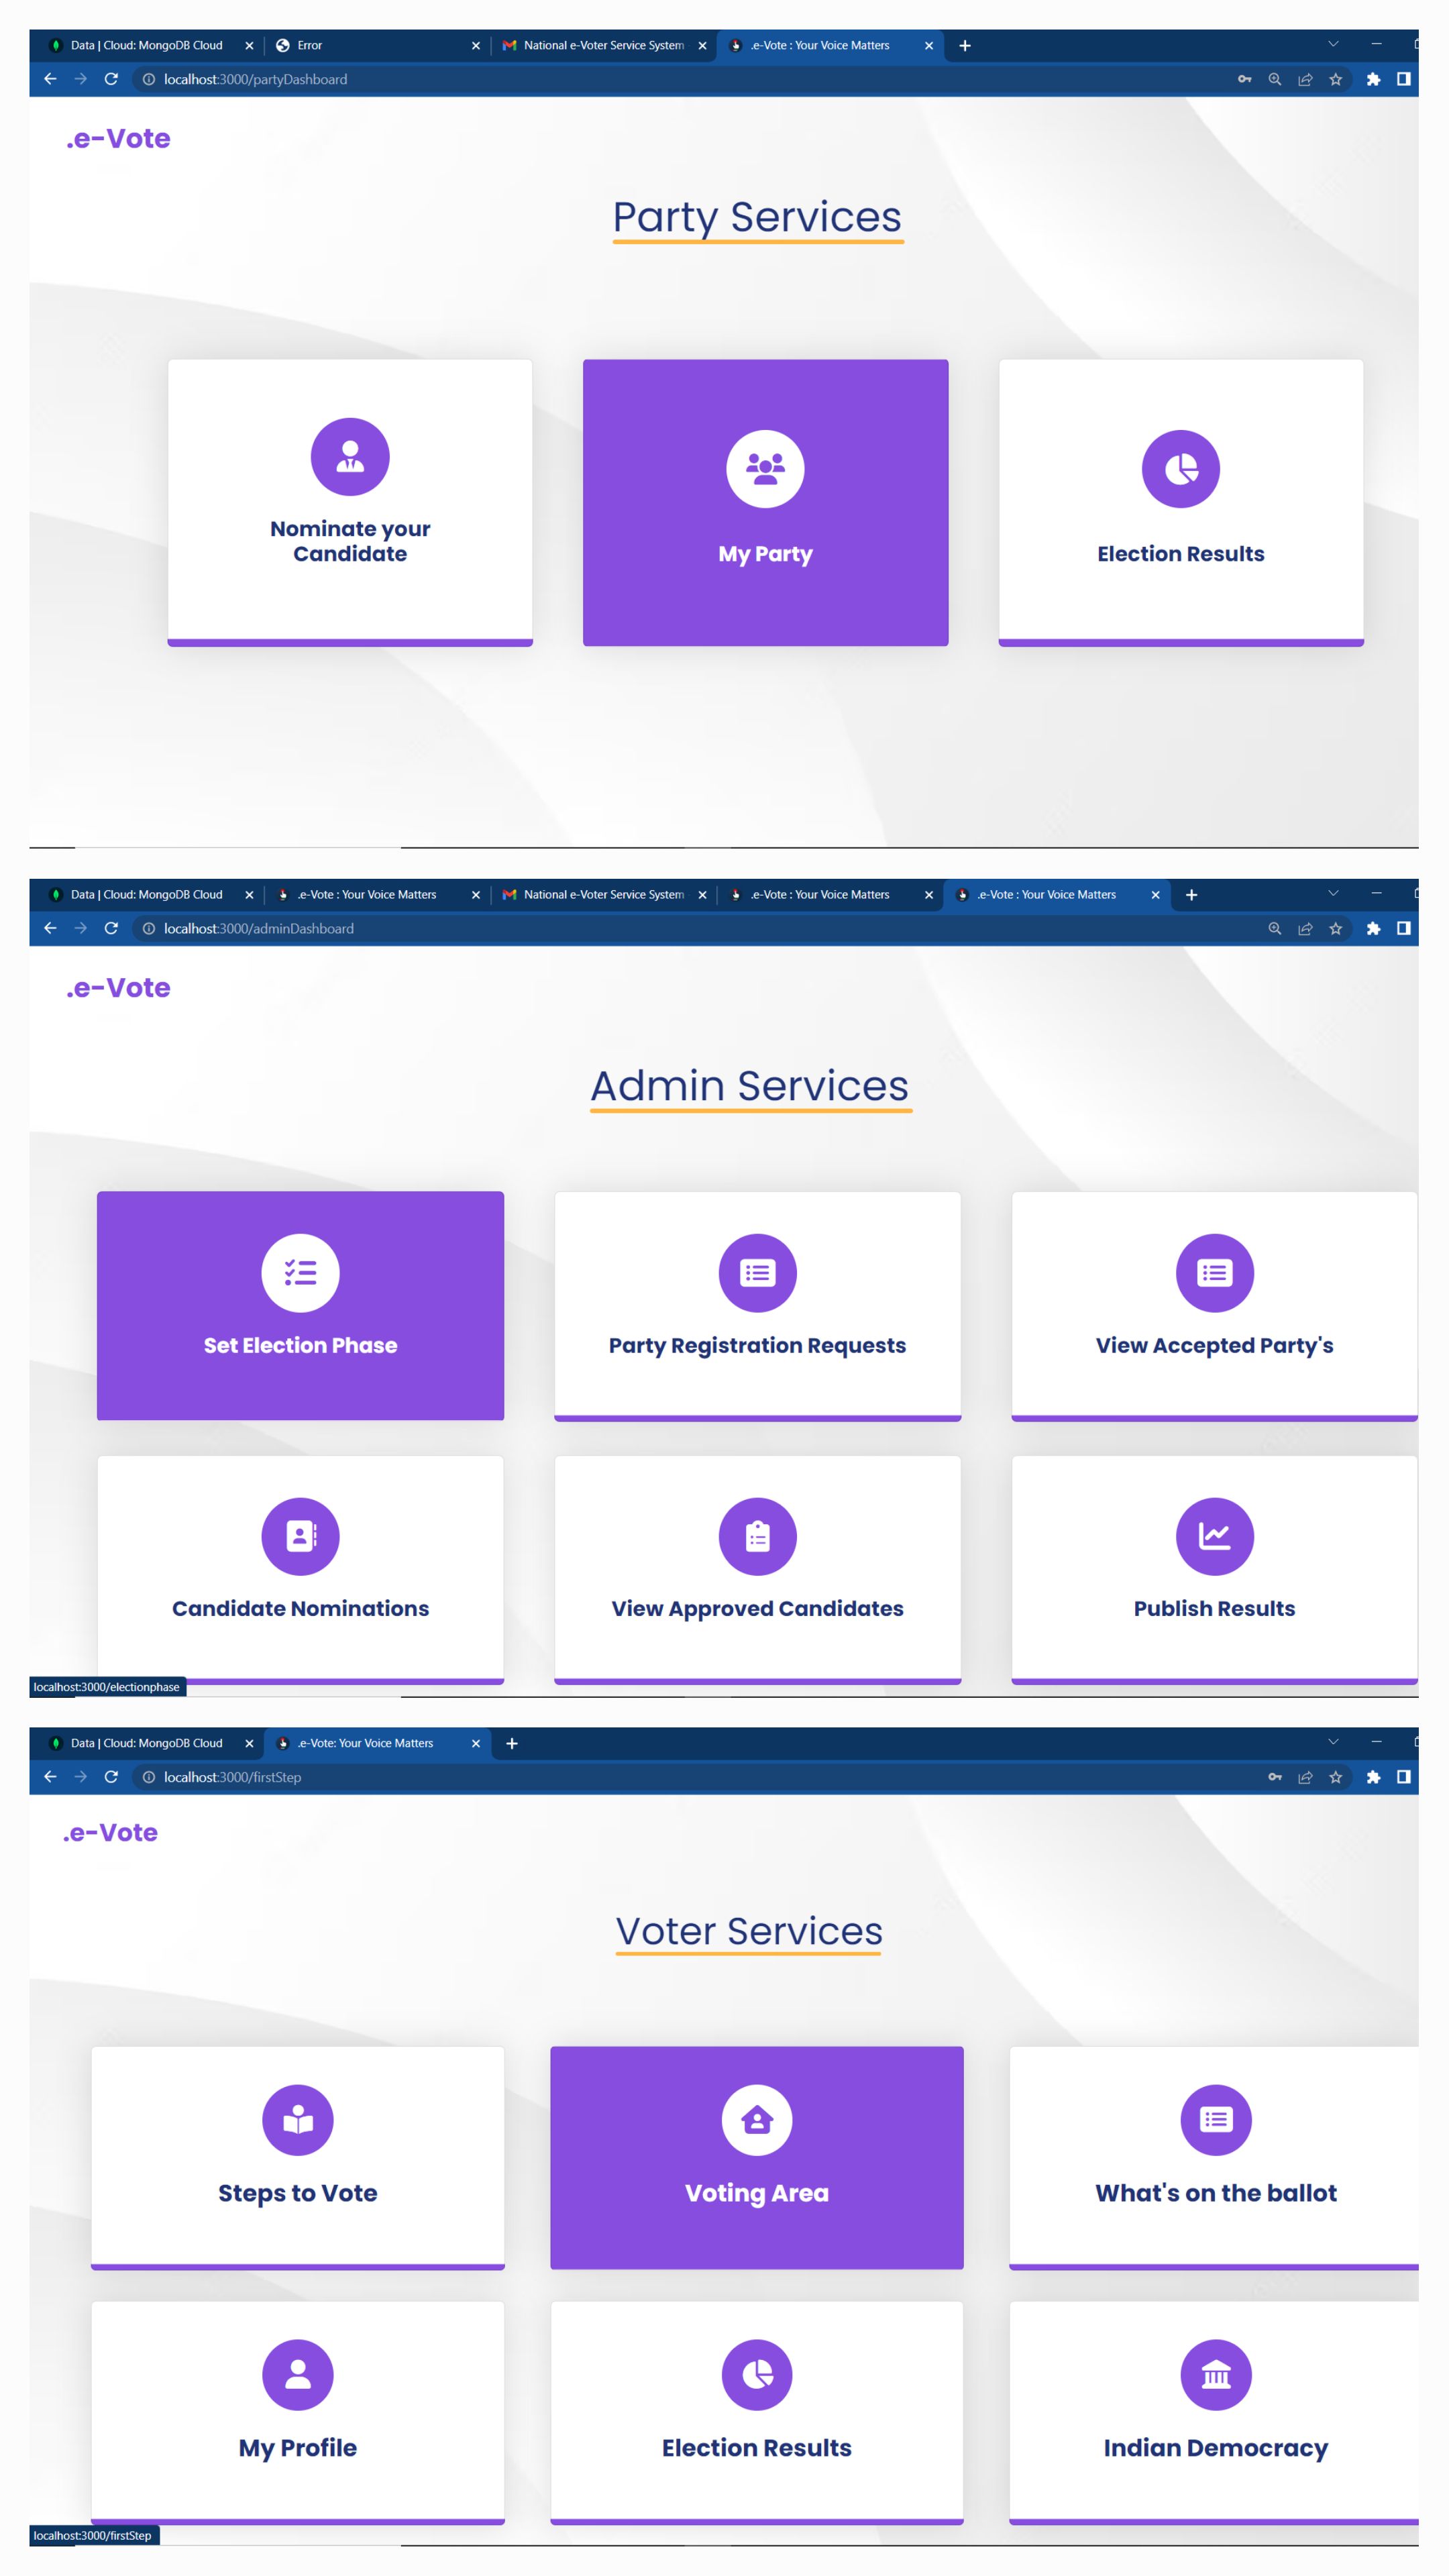 Data | Cloud: MongoDB Cloud Error National e-Voter Service System .e-Vote : Your Voice Matters
localhost:3000/partyDashboard
.e-Vote
Party Services
Nominate your
Candidate
My Party
Election Results
Data | Cloud: MongoDB Cloud .e-Vote : Your Voice Matters National e-Voter Service System .e-Vote : Your Voice Matters .e-Vote : Your Voice Matters
localhost:3000/adminDashboard
.e-Vote
Admin Services
Set Election Phase
Party Registration Requests
View Accepted Party's
Candidate Nominations
View Approved Candidates
Publish Results
localhost:3000/electionphase
Data | Cloud: MongoDB Cloud .e-Vote: Your Voice Matters
localhost:3000/firstStep
.e-Vote
Voter Services
Steps to Vote
Voting Area
What's on the ballot
My Profile
Election Results
Indian Democracy
localhost:3000/firstStep